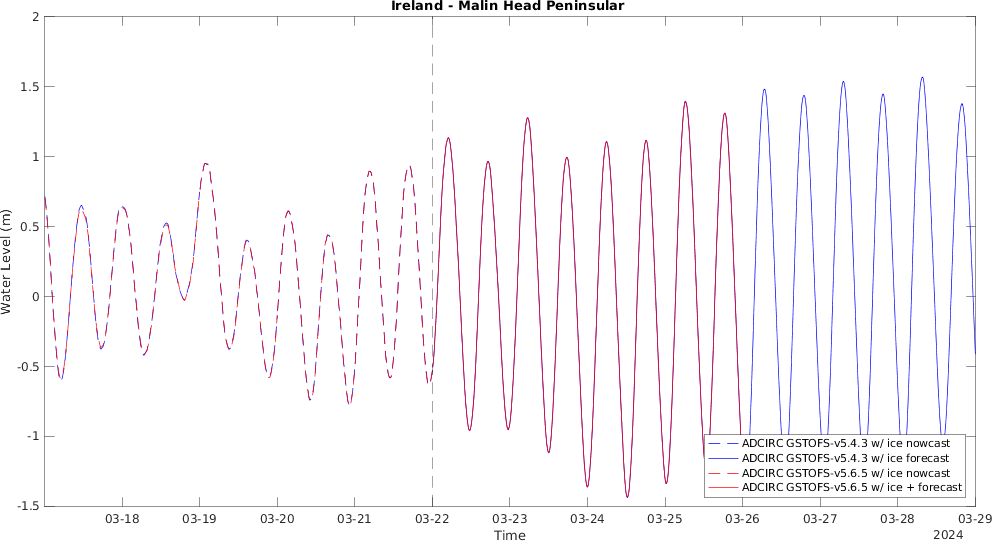 Ireland - Malin Head Peninsular
2
1.5
1
0.5
0
-0.5
-1
-1.5
Water Level (m)
ADCIRC GSTOFS-v5.4.3 w/ ice nowcast
ADCIRC GSTOFS-v5.4.3 w/ ice forecast
ADCIRC GSTOFS-v5.6.5 w/ ice nowcast
ADCIRC GSTOFS-v5.6.5 w/ ice + forecast
03-18 03-19 03-20 03-21 03-22 03-23 03-24 03-25 03-26 03-27 03-28 03-29
Time
2024